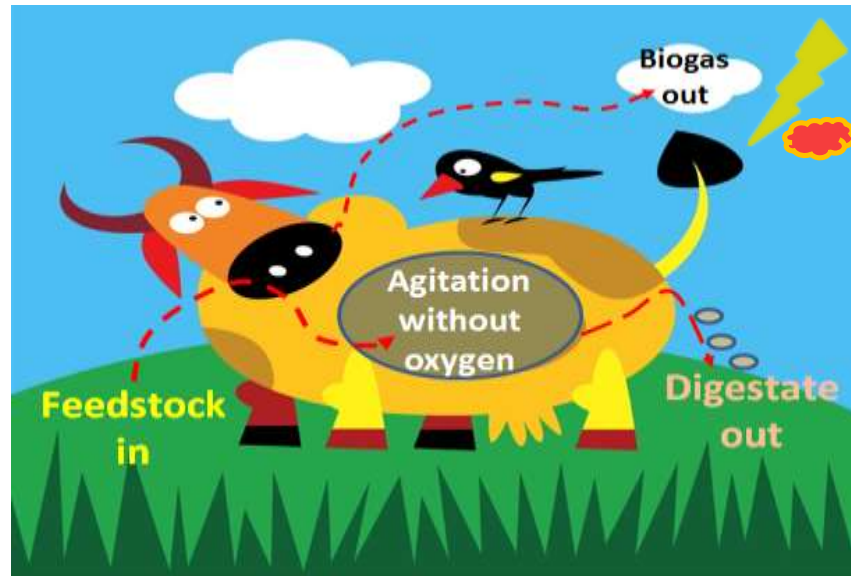 Biogas
out
Agitation
without
oxygen
Feedstock
in
Digestate
out